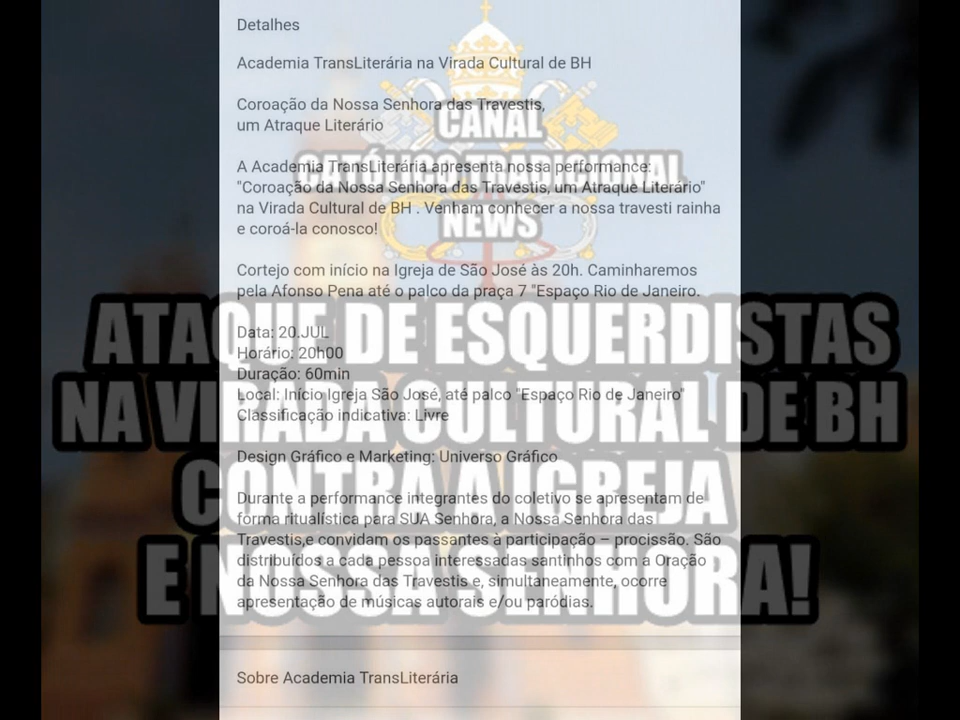 Detalhes
Academia TransLiterária na Virada Cultural de BH
Coroação da Nossa Senhora das Travestis,
um Atraque Literário
CANAL
CATÓLICO TRADICIONAL
NEWS
A Academia TransLiterária apresenta nossa performance:
"Coroação da Nossa Senhora das Travestis, um Atraque Literário"
na Virada Cultural de BH . Venham conhecer a nossa travesti rainha
e coroá-la conosco!
Cortejo com início na Igreja de São José às 20h. Caminharemos
pela Afonso Pena até o palco da praça 7 "Espaço Rio de Janeiro.
ATAQUE DE ESQUERDISTAS
NA VIRADA CULTURAL DE BH
CONTRA A IGREJA
E NOSSA SENHORA!
Data: 20.JUL
Horário: 20h00
Duração: 60min
Local: Início Igreja São José, até palco "Espaço Rio de Janeiro"
Classificação indicativa: Livre
Design Gráfico e Marketing: Universo Gráfico
Durante a performance integrantes do coletivo se apresentam de
forma ritualística para SUA Senhora, a Nossa Senhora das
Travestis,e convidam os passantes à participação – procissão. São
distribuídos a cada pessoa interessadas santinhos com a Oração
da Nossa Senhora das Travestis e, simultaneamente, ocorre
apresentação de músicas autorais e/ou paródias.
Sobre Academia TransLiterária